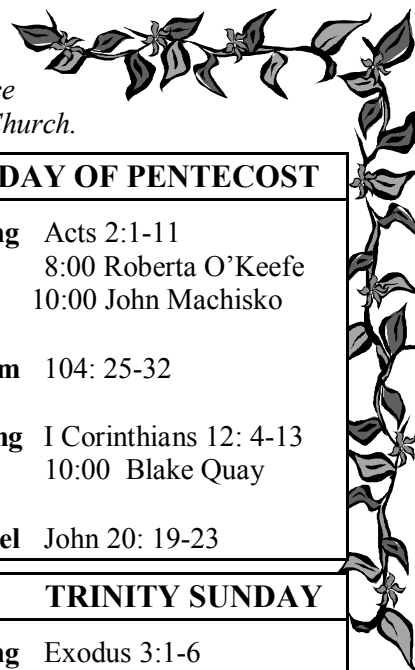 Church.
DAY OF PENTECOST
Acts 2:1-11
8:00 Roberta O’Keefe
10:00 John Machisko
104: 25-32
I Corinthians 12: 4-13
10:00 Blake Quay
John 20: 19-23
TRINITY SUNDAY
Exodus 3:1-6